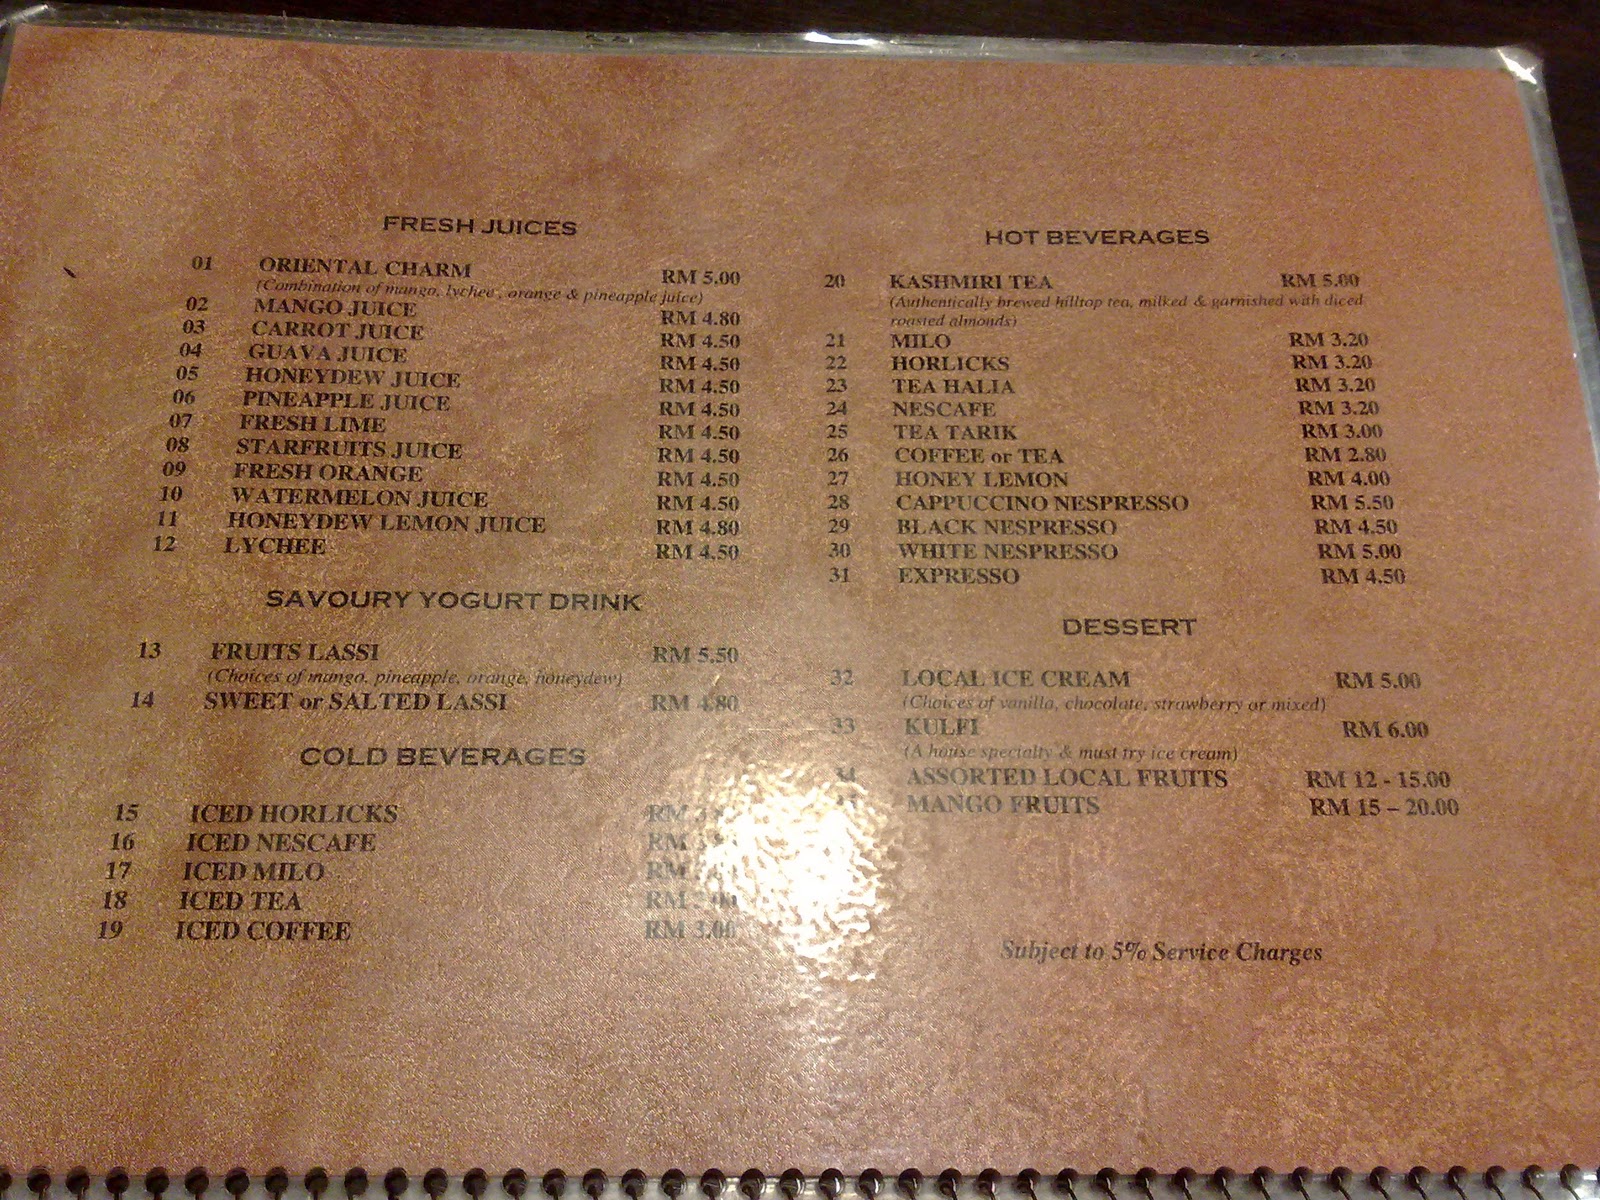 FRESH JUICES
01 ORIENTAL CHARM RM 5.00
(Combination of mango, lychee, orange & pineapple juice)
02 MANGO JUICE RM 4.80
03 CARROT JUICE RM 4.50
04 GUAVA JUICE RM 4.50
05 HONEYDEW JUICE RM 4.50
06 PINEAPPLE JUICE RM 4.50
07 FRESH LIME RM 4.50
08 STARFRUITS JUICE RM 4.50
09 FRESH ORANGE RM 4.50
10 WATERMELON JUICE RM 4.50
11 HONEYDEW LEMON JUICE RM 4.80
12 LYCHEE RM 4.50
SAVOURY YOGURT DRINK
13 FRUITS LASSI RM 5.50
(Choices of mango, pineapple, orange, honeydew)
14 SWEET or SALTED LASSI RM 4.80
COLD BEVERAGES
15 ICED HORLICKS RM
16 ICED NESCAFE RM
17 ICED MILO RM
18 ICED TEA RM
19 ICED COFFEE RM 3.00
HOT BEVERAGES
20 KASHMIRI TEA RM 5.00
(Authentically brewed hilltop tea, milked & garnished with diced
roasted almonds)
21 MILO RM 3.20
22 HORLICKS RM 3.20
23 TEA HALIA RM 3.20
24 NESCAFE RM 3.20
25 TEA TARIK RM 3.00
26 COFFEE or TEA RM 2.80
27 HONEY LEMON RM 4.00
28 CAPPUCCINO NESPRESSO RM 5.50
29 BLACK NESPRESSO RM 4.50
30 WHITE NESPRESSO RM 5.00
31 EXPRESSO RM 4.50
DESSERT
32 LOCAL ICE CREAM RM 5.00
(Choices of vanilla, chocolate, strawberry or mixed)
33 KULFI RM 6.00
(A house specialty & must try ice cream)
34 ASSORTED LOCAL FRUITS RM 12 - 15.00
MANGO FRUITS RM 15 – 20.00
Subject to 5% Service Charges